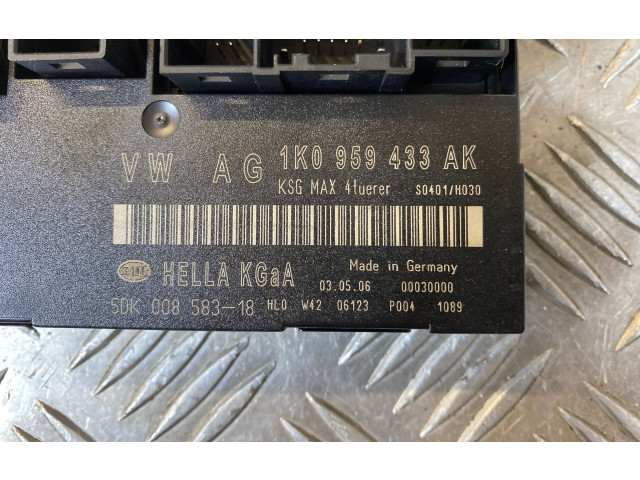 VW AG 1K0 959 433 AK
KSG MAX 4tuerer S0401/H030
HELLA
HELLA KGaA Made in Germany
03.05.06 00030000
5DK 008 583-18 HL0 W42 06123 P004 1089